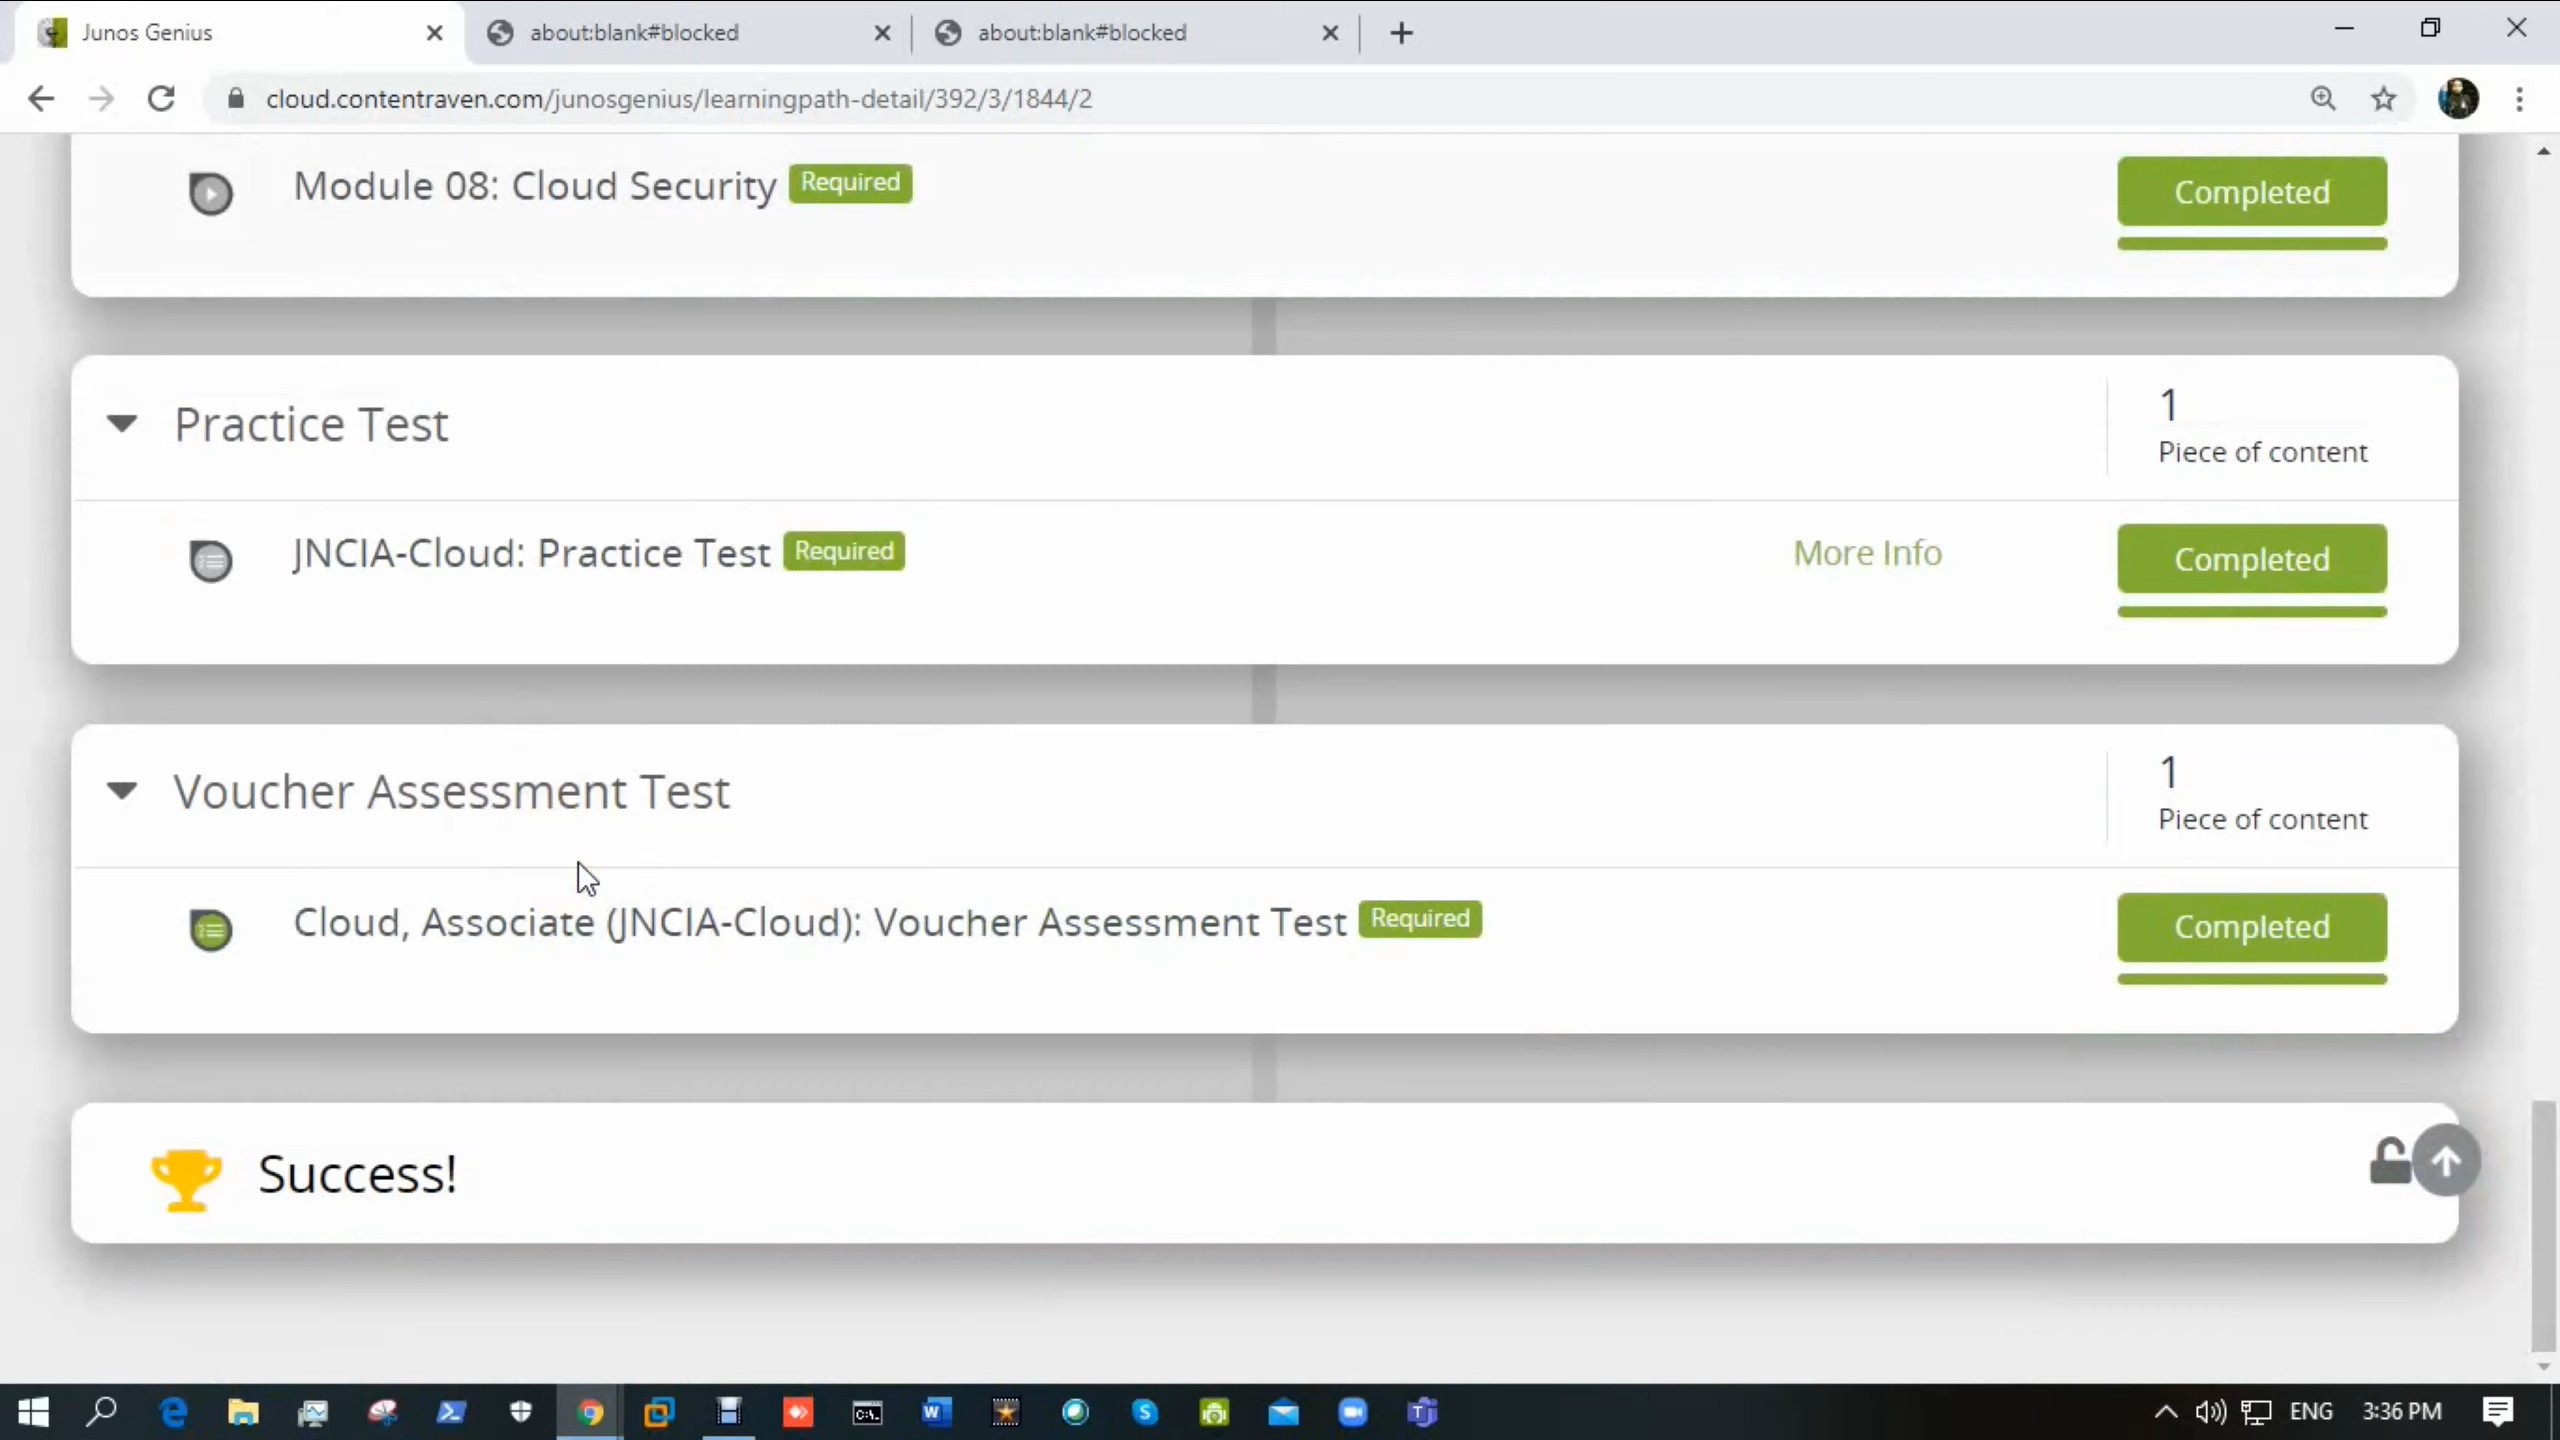 Junos Genius
about:blank#blocked
about:blank#blocked
cloud.contentraven.com/junosgenius/learningpath-detail/392/3/1844/2
Module 08: Cloud Security Required
Completed
Practice Test
1
Piece of content
JNCIA-Cloud: Practice Test Required
More Info
Completed
Voucher Assessment Test
1
Piece of content
Cloud, Associate (JNCIA-Cloud): Voucher Assessment Test Required
Completed
Success!
ENG
3:36 PM